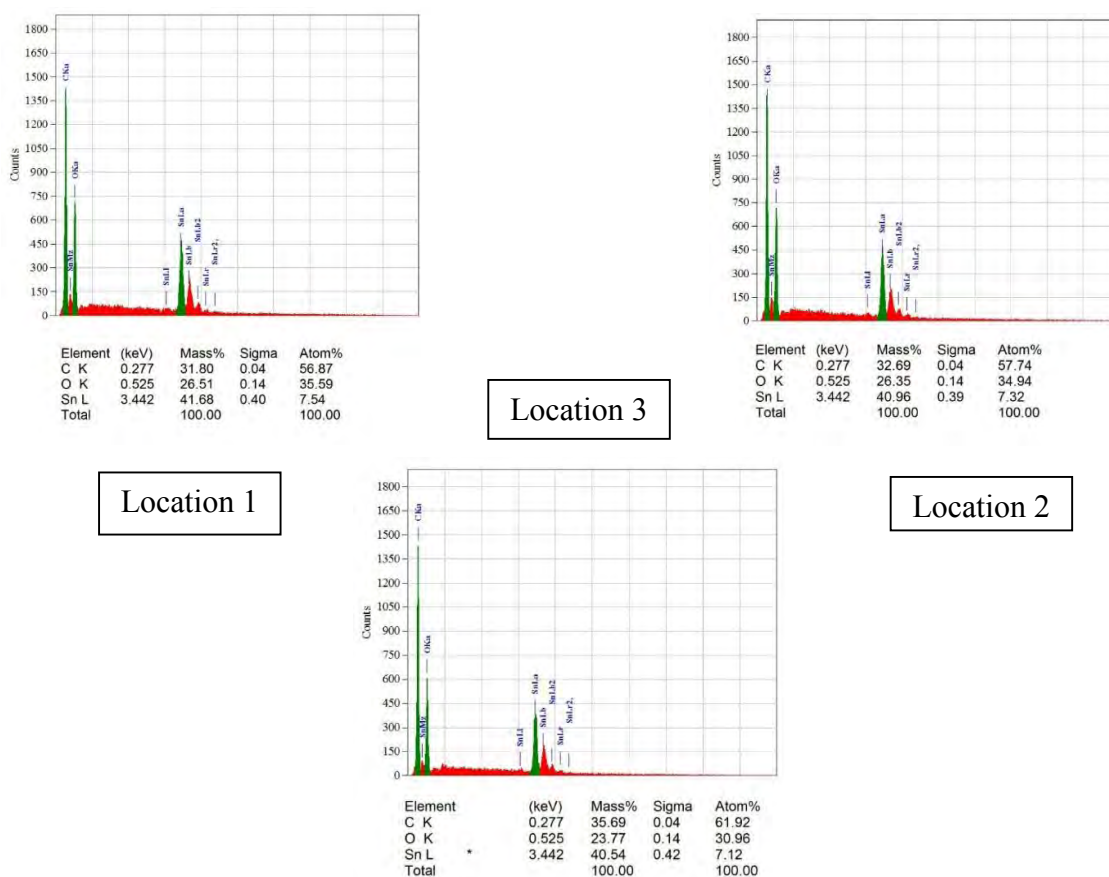 1800
1650
1500
1350
1200
1050
900
750
600
450
300
150
0
Counts
CKa
OKa
SnMz
SnLl
SnLa
SnLb
SnLb2
SnLr
SnLr2,
Element (keV) Mass% Sigma Atom%
C K 0.277 31.80 0.04 56.87
O K 0.525 26.51 0.14 35.59
Sn L 3.442 41.68 0.40 7.54
Total 100.00 100.00
Location 1
1800
1650
1500
1350
1200
1050
900
750
600
450
300
150
0
Counts
CKa
OKa
SnMz
SnLl
SnLa
SnLb
SnLb2
SnLr
SnLr2,
Element (keV) Mass% Sigma Atom%
C K 0.277 32.69 0.04 57.74
O K 0.525 26.35 0.14 34.94
Sn L 3.442 40.96 0.39 7.32
Total 100.00 100.00
Location 2
Location 3
1800
1650
1500
1350
1200
1050
900
750
600
450
300
150
0
Counts
CKa
OKa
SnMz
SnLl
SnLa
SnLb
SnLb2
SnLr
SnLr2,
Element (keV) Mass% Sigma Atom%
C K 0.277 35.69 0.04 61.92
O K 0.525 23.77 0.14 30.96
Sn L * 3.442 40.54 0.42 7.12
Total 100.00 100.00